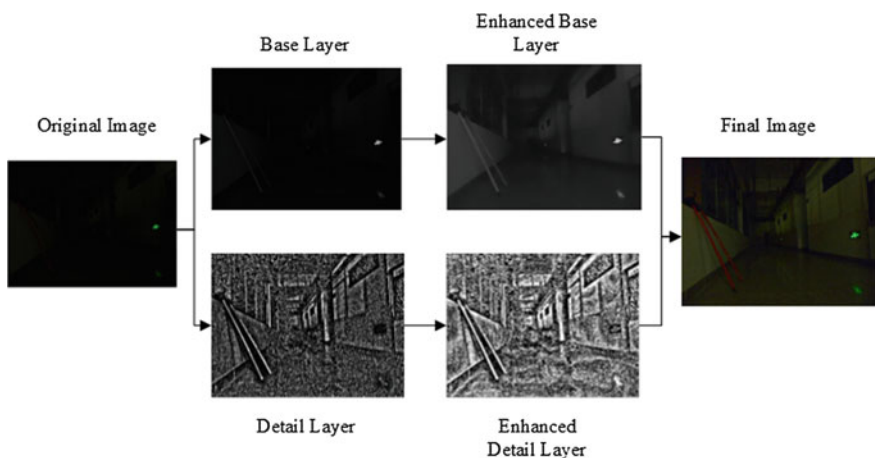 Original Image
Base Layer
Enhanced Base
Layer
Detail Layer
Enhanced
Detail Layer
Final Image